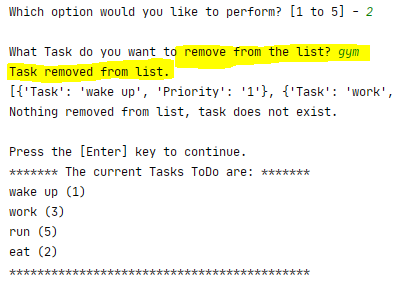 Which option would you like to perform? [1 to 5] - 2
What Task do you want to remove from the list? gym
Task removed from list.
[{'Task': 'wake up', 'Priority': '1'}, {'Task': 'work',
Nothing removed from list, task does not exist.
Press the [Enter] key to continue.
******* The current Tasks ToDo are: *******
wake up (1)
work (3)
run (5)
eat (2)
*******************************************